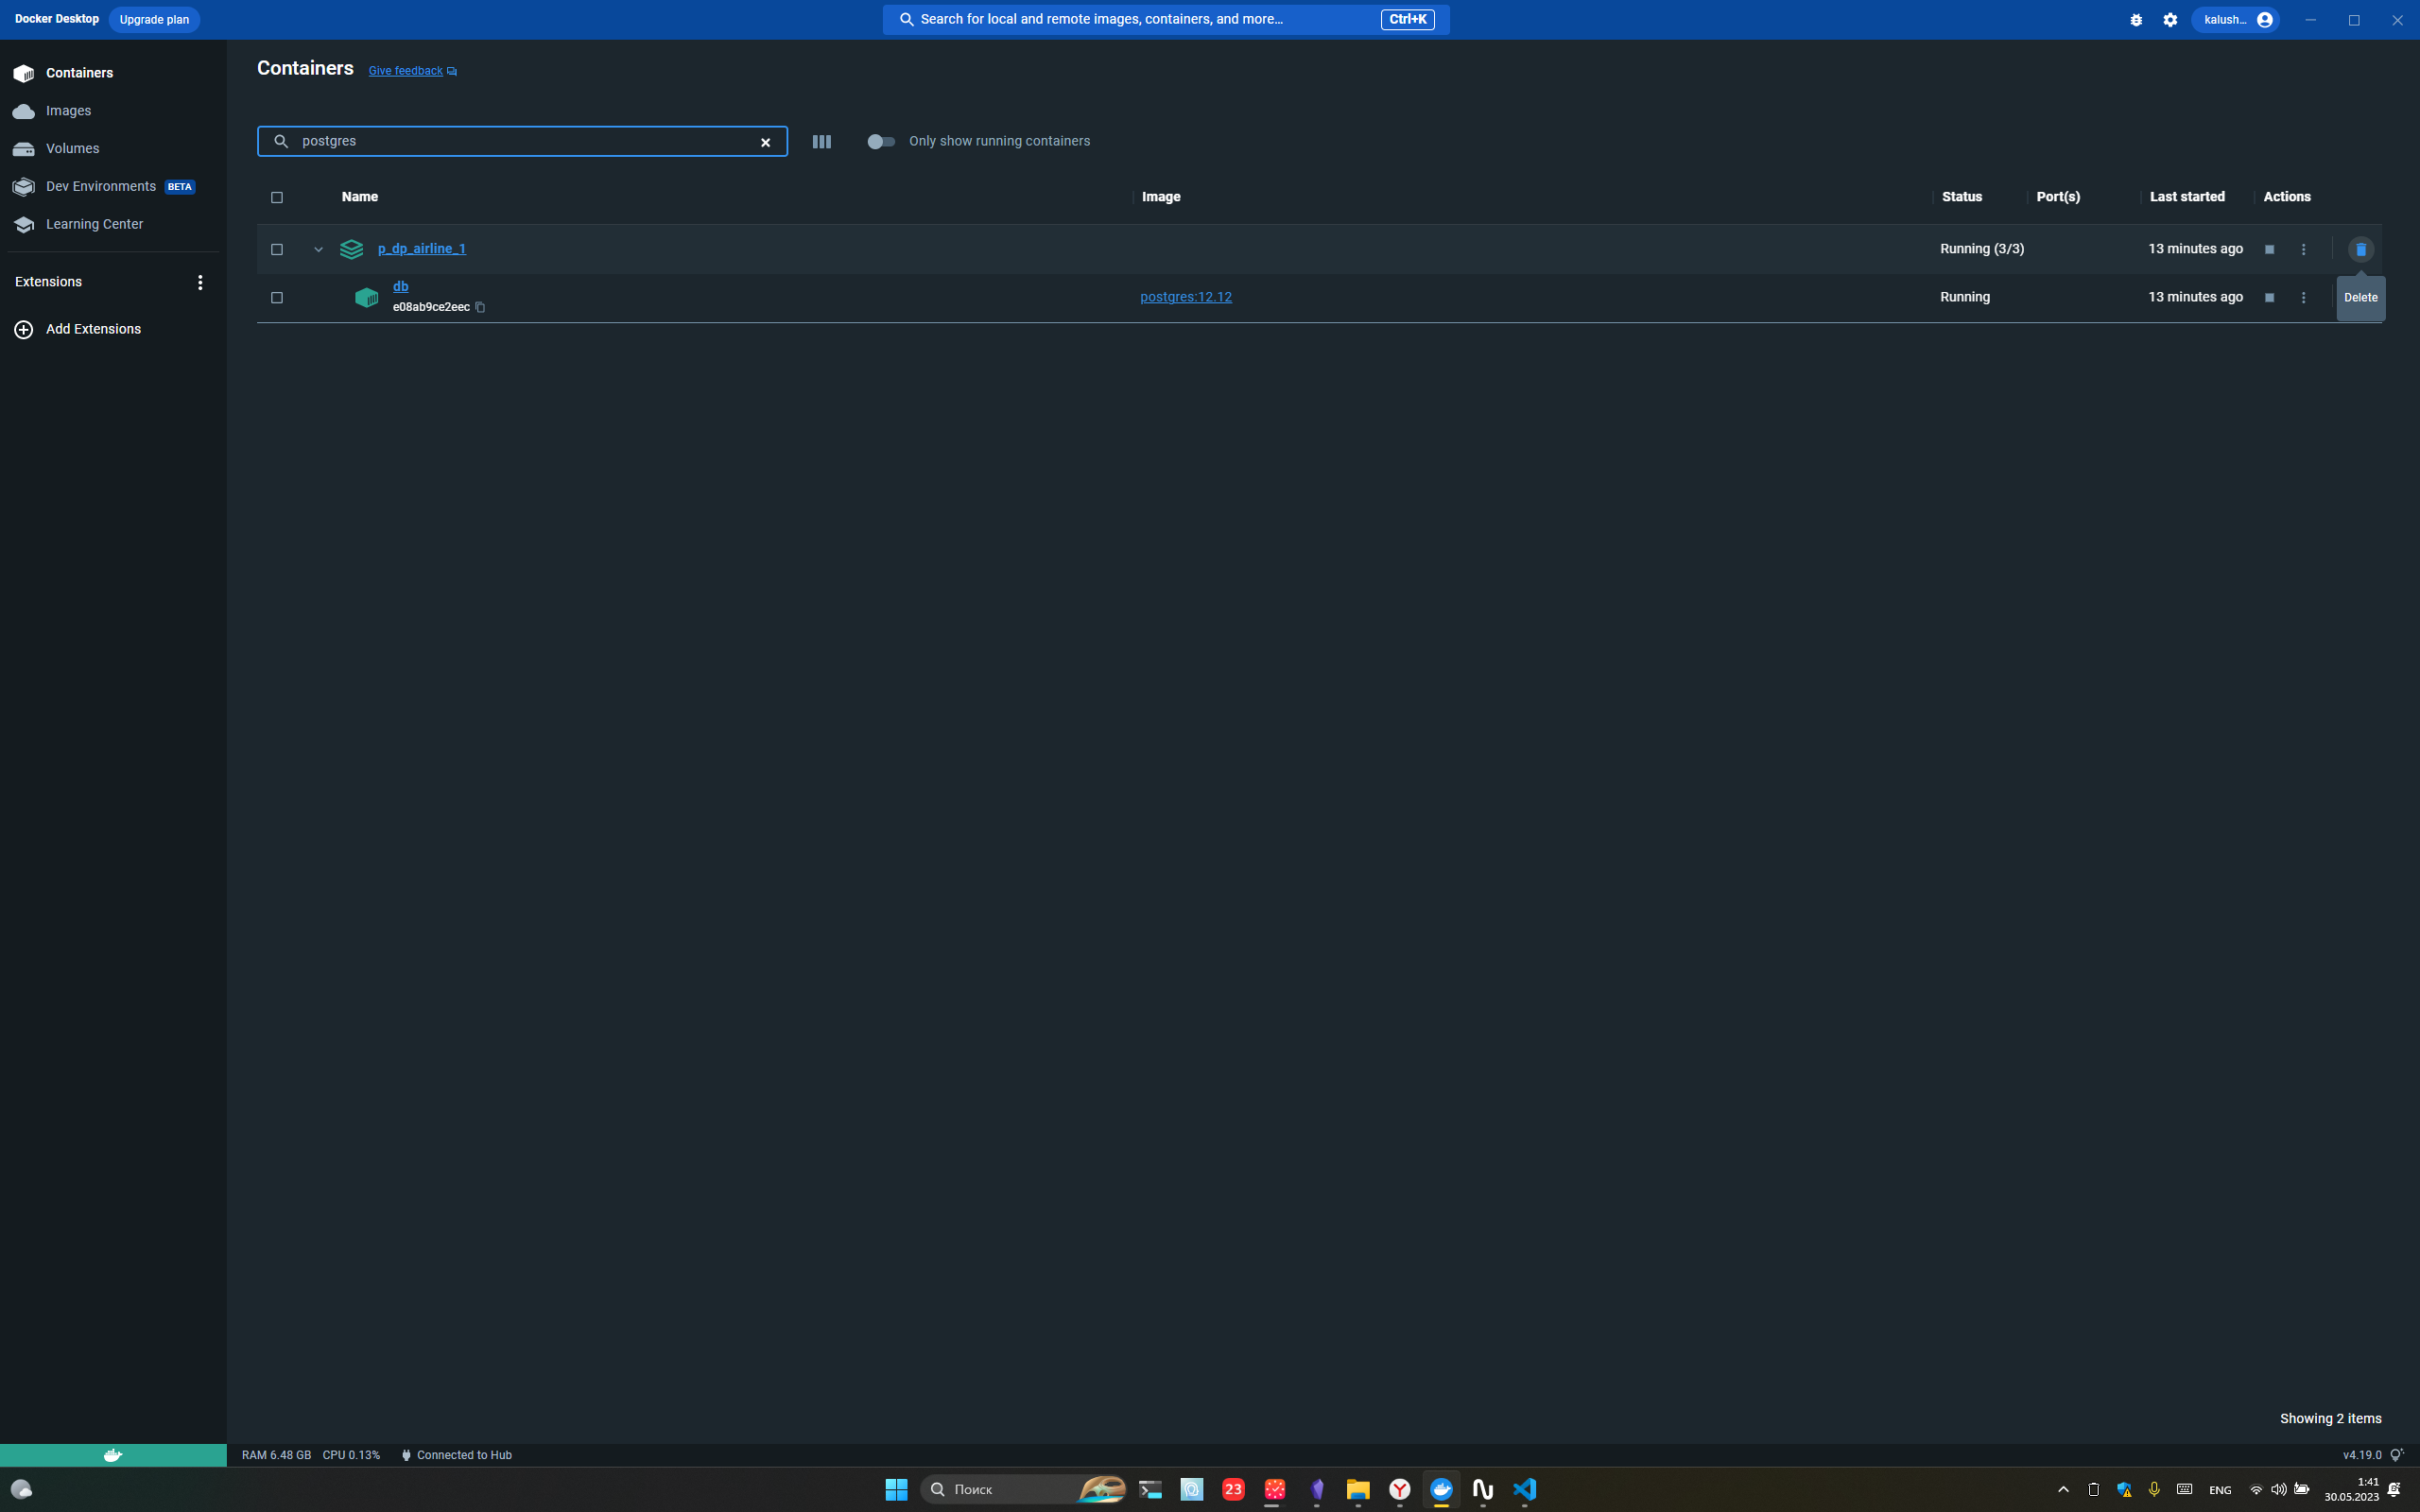 Docker Desktop
Upgrade plan
Search for local and remote images, containers, and more...
Ctrl+K
kalush...
Containers
Images
Volumes
Dev Environments BETA
Learning Center
Extensions
Add Extensions
Containers Give feedback
postgres
Only show running containers
Name Image Status Port(s) Last started Actions
p_dp_airline_1 Running (3/3) 13 minutes ago
db
e08ab9ce2eec
postgres:12.12 Running 13 minutes ago
Delete
Showing 2 items
RAM 6.48 GB CPU 0.13% Connected to Hub
v4.19.0
Поиск
23
ENG
1:41
30.05.2023